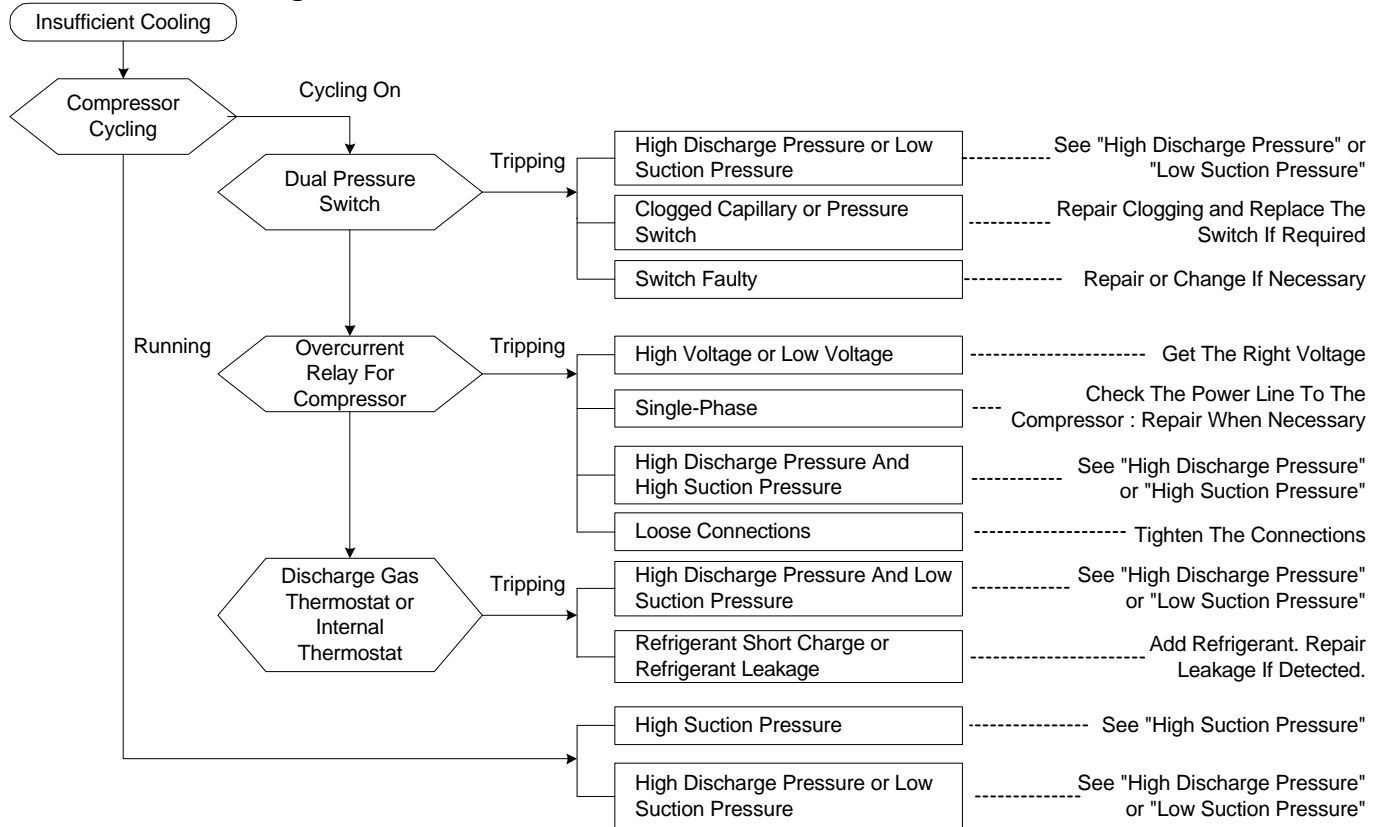 Insufficient Cooling
Compressor
Cycling
Cycling On
Dual Pressure
Switch
Tripping
High Discharge Pressure or Low
Suction Pressure
See "High Discharge Pressure" or
"Low Suction Pressure"
Clogged Capillary or Pressure
Switch
Repair Clogging and Replace The
Switch If Required
Switch Faulty
Repair or Change If Necessary
Running
Overcurrent
Relay For
Compressor
Tripping
High Voltage or Low Voltage
Get The Right Voltage
Single-Phase
Check The Power Line To The
Compressor : Repair When Necessary
High Discharge Pressure And
High Suction Pressure
See "High Discharge Pressure"
or "High Suction Pressure"
Loose Connections
Tighten The Connections
Discharge Gas
Thermostat or
Internal
Thermostat
Tripping
High Discharge Pressure And Low
Suction Pressure
See "High Discharge Pressure"
or "Low Suction Pressure"
Refrigerant Short Charge or
Refrigerant Leakage
Add Refrigerant. Repair
Leakage If Detected.
High Suction Pressure
See "High Suction Pressure"
High Discharge Pressure or Low
Suction Pressure
See "High Discharge Pressure"
or "Low Suction Pressure"